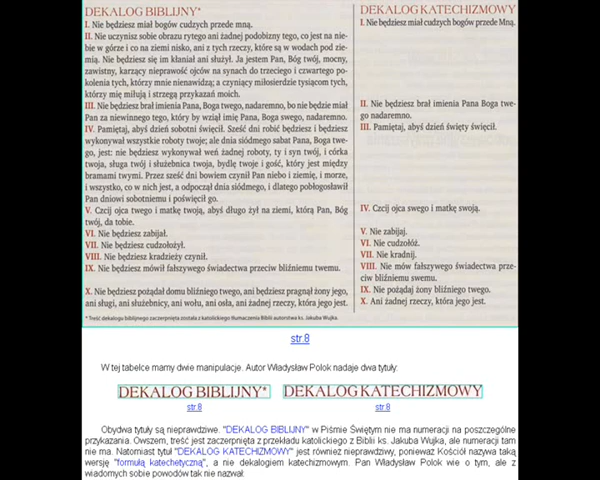 DEKALOG BIBLIJNY*
I. Nie będziesz miał bogów cudzych przede mną.
II. Nie uczynisz sobie obrazu rytego ani żadnej podobizny tego, co jest na nie-
bie w górze i co na ziemi nisko, ani z tych rzeczy, które są w wodach pod zie-
mią. Nie będziesz się im kłaniał ani służył. Ja jestem Pan, Bóg twój, mocny,
zawistny, karzący nieprawość ojców na synach do trzeciego i czwartego po-
kolenia tych, którzy mnie nienawidzą; a czyniący miłosierdzie tysiącom tych,
którzy mię miłują i strzegą przykazań moich.
III. Nie będziesz brał imienia Pana, Boga twego, nadaremno, bo nie będzie miał
Pan za niewinnego tego, który by wziął imię Pana, Boga swego, nadaremno.
IV. Pamiętaj, abyś dzień sobotni święcił. Sześć dni robić będziesz i będziesz
wykonywał wszystkie roboty twoje; ale dnia siódmego sabat Pana, Boga twe-
go, jest: nie będziesz wykonywał weń żadnej roboty, ty i syn twój, i córka
twoja, sługa twój i służebnica twoja, bydlę twoje i gość, który jest między
bramami twymi. Przez sześć dni bowiem czynił Pan niebo i ziemię, i morze,
i wszystko, co w nich jest, a odpoczął dnia siódmego, i dlatego pobłogosławił
Pan dniowi sobotniemu i poświęcił go.
V. Czcij ojca twego i matkę twoją, abyś długo żył na ziemi, którą Pan, Bóg
twój, da tobie.
VI. Nie będziesz zabijał.
VII. Nie będziesz cudzołożył.
VIII. Nie będziesz kradzieży czynił.
IX. Nie będziesz mówił fałszywego świadectwa przeciw bliźniemu twemu.
X. Nie będziesz pożądał domu bliźniego twego, ani będziesz pragnął żony jego,
ani sługi, ani służebnicy, ani wołu, ani osła, ani żadnej rzeczy, która jego jest.
* Treść dekalogu biblijnego zaczerpnięta została z katolickiego tłumaczenia Biblii autorstwa ks. Jakuba Wujka.
DEKALOG KATECHIZMOWY
I. Nie będziesz miał bogów cudzych przede Mną.
II. Nie będziesz brał imienia Pana Boga twe-
go nadaremno.
III. Pamiętaj, abyś dzień święty święcił.
IV. Czcij ojca swego i matkę swoją.
V. Nie zabijaj.
VI. Nie cudzołóż.
VII. Nie kradnij.
VIII. Nie mów fałszywego świadectwa prze-
ciw bliźniemu swemu.
IX. Nie pożądaj żony bliźniego twego.
X. Ani żadnej rzeczy, która jego jest.
str.8
W tej tabelce mamy dwie manipulacje. Autor Władysław Polok nadaje dwa tytuły:
DEKALOG BIBLIJNY* DEKALOG KATECHIZMOWY
str.8 str.8
Obydwa tytuły są nieprawdziwe. "DEKALOG BIBLIJNY" w Piśmie Świętym nie ma numeracji na poszczególne
przykazania. Owszem, treść jest zaczerpnięta z przekładu katolickiego z Biblii ks. Jakuba Wujka, ale numeracji tam
nie ma. Natomiast tytuł "DEKALOG KATECHIZMOWY" jest również nieprawdziwy, ponieważ Kościół nazywa taką
wersję "formułą katechetyczną", a nie dekalogiem katechizmowym. Pan Władysław Polok wie o tym, ale z
wiadomych sobie powodów tak nie nazwał.